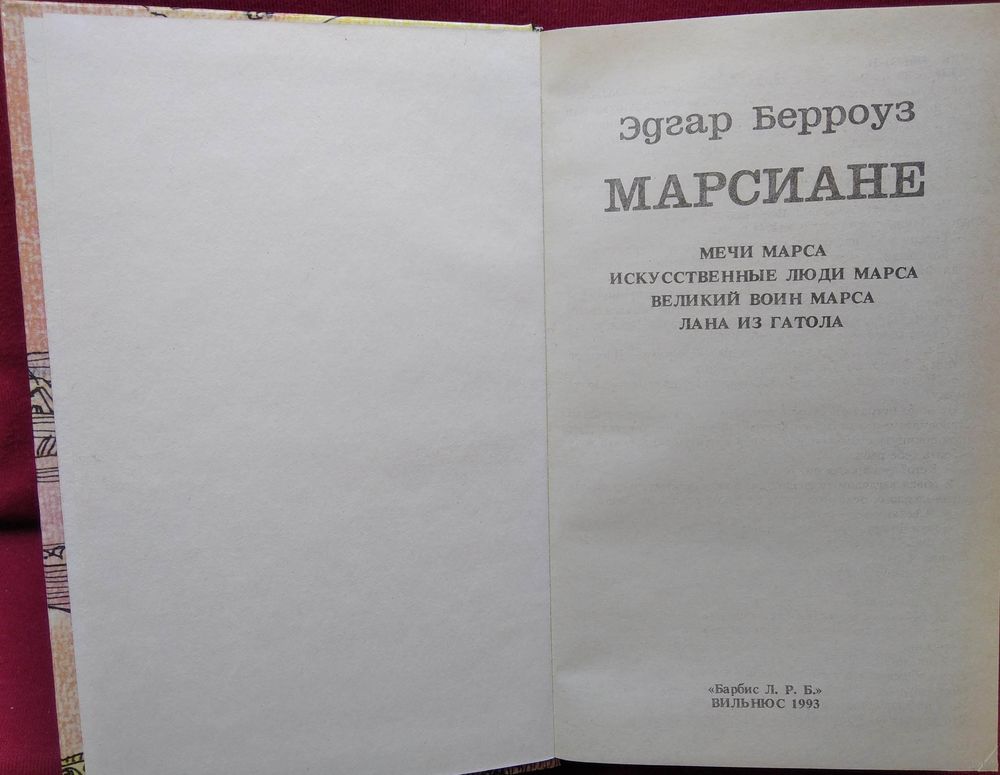 Эдгар Берроуз
МАРСИАНЕ
МЕЧИ МАРСА
ИСКУССТВЕННЫЕ ЛЮДИ МАРСА
ВЕЛИКИЙ ВОИН МАРСА
ЛАНА ИЗ ГАТОЛА
«Барбис Л. Р. Б.»
ВИЛЬНЮС 1993